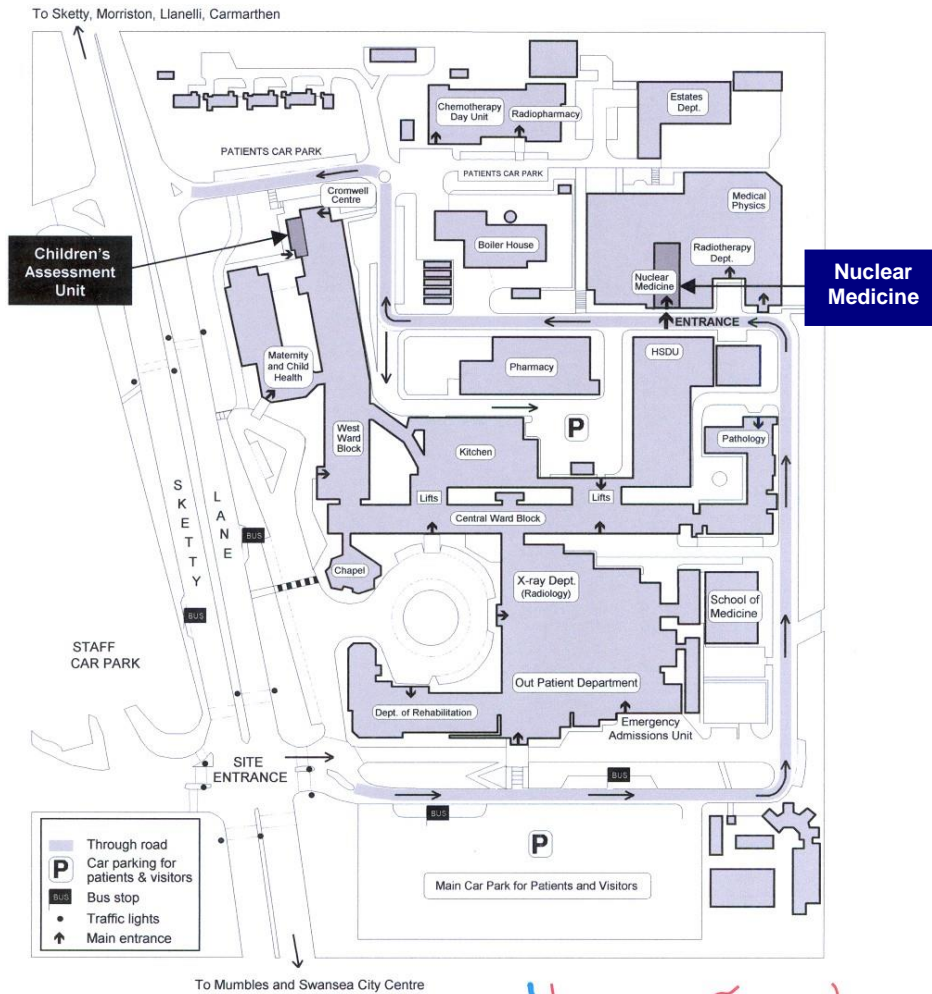 To Sketty, Morriston, Llanelli, Carmarthen
Chemotherapy
Day Unit
Radiopharmacy
Estates
Dept.
PATIENTS CAR PARK
PATIENTS CAR PARK
Cromwell
Centre
Medical
Physics
Children's
Assessment
Unit
Boiler House
Radiotherapy
Dept.
Nuclear
Medicine
Nuclear
Medicine
ENTRANCE
HSDU
Pharmacy
Maternity
and Child
Health
P
West
Ward
Block
Kitchen
Pathology
Lifts
Lifts
Central Ward Block
SKETTY
LANE
BUS
Chapel
X-ray Dept.
(Radiology)
School of
Medicine
BUS
STAFF
CAR PARK
Out Patient Department
Dept. of Rehabilitation
Emergency
Admissions Unit
SITE
ENTRANCE
BUS
BUS
P
Main Car Park for Patients and Visitors
Through road
P
Car parking for
patients & visitors
BUS
Bus stop
Traffic lights
Main entrance
To Mumbles and Swansea City Centre